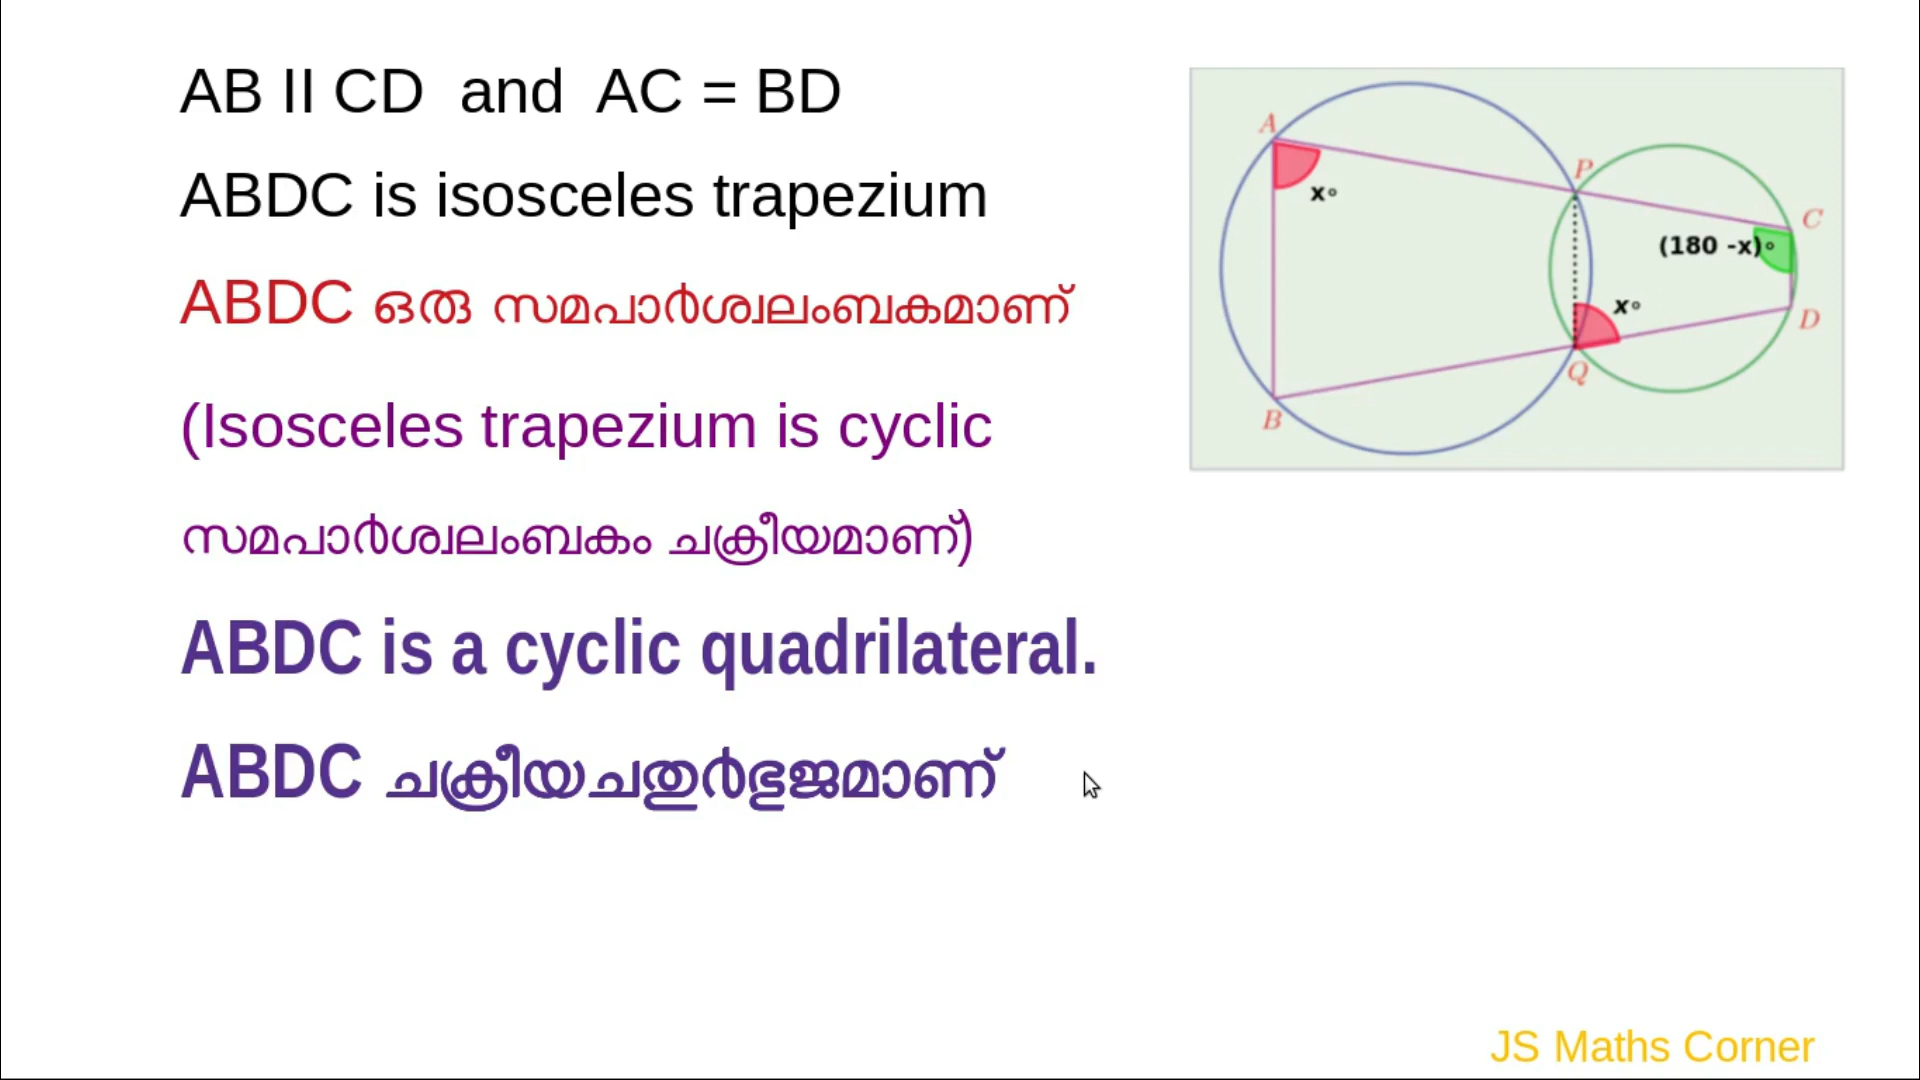 AB II CD and AC = BD
ABDC is isosceles trapezium
ABDC ഒരു സമപാർശ്വലംബകമാണ്
(Isosceles trapezium is cyclic
സമപാർശ്വലംബകം ചക്രീയമാണ്)
ABDC is a cyclic quadrilateral.
ABDC ചക്രീയചതുർഭുജമാണ്
A
x°
P
C
(180 -x)°
x°
D
Q
B
JS Maths Corner